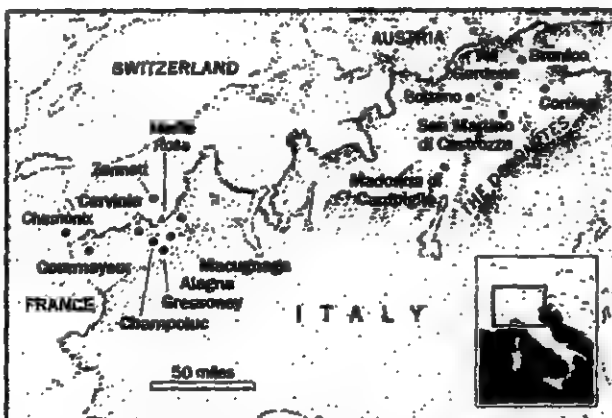 AUSTRIA
SWITZERLAND
Val
Gardena
Brunico
Bolzano
Cortina
San Martino
di Castrozza
THE DOLOMITES
Madonna di
Campiglio
Monte
Rosa
Zermatt
Cervinia
Chamonix
Courmayeur
Macugnaga
Alagna
Gressoney
Champoluc
FRANCE
ITALY
50 miles